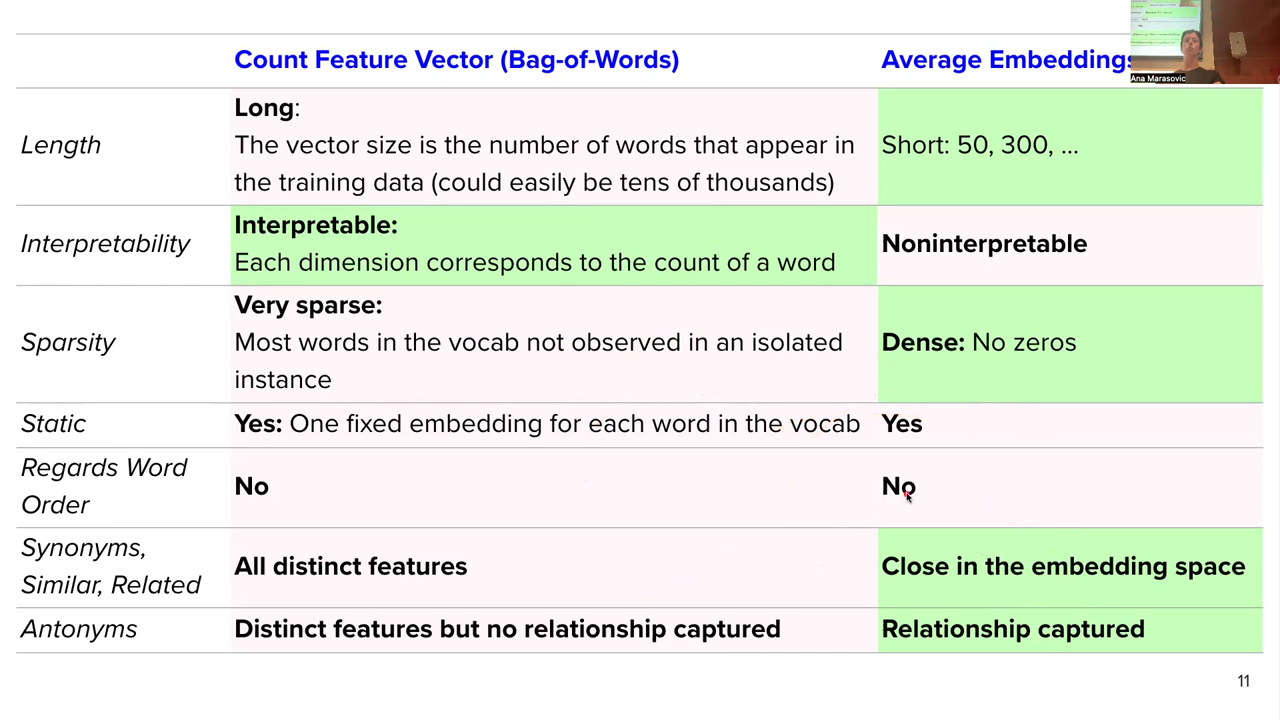 Count Feature Vector (Bag-of-Words)
Average Embeddings
Ana Marasovic
Length
Long:
The vector size is the number of words that appear in
the training data (could easily be tens of thousands)
Short: 50, 300, ...
Interpretability
Interpretable:
Each dimension corresponds to the count of a word
Noninterpretable
Sparsity
Very sparse:
Most words in the vocab not observed in an isolated
instance
Dense: No zeros
Static
Yes: One fixed embedding for each word in the vocab
Yes
Regards Word
Order
No
No
Synonyms,
Similar, Related
All distinct features
Close in the embedding space
Antonyms
Distinct features but no relationship captured
Relationship captured
11